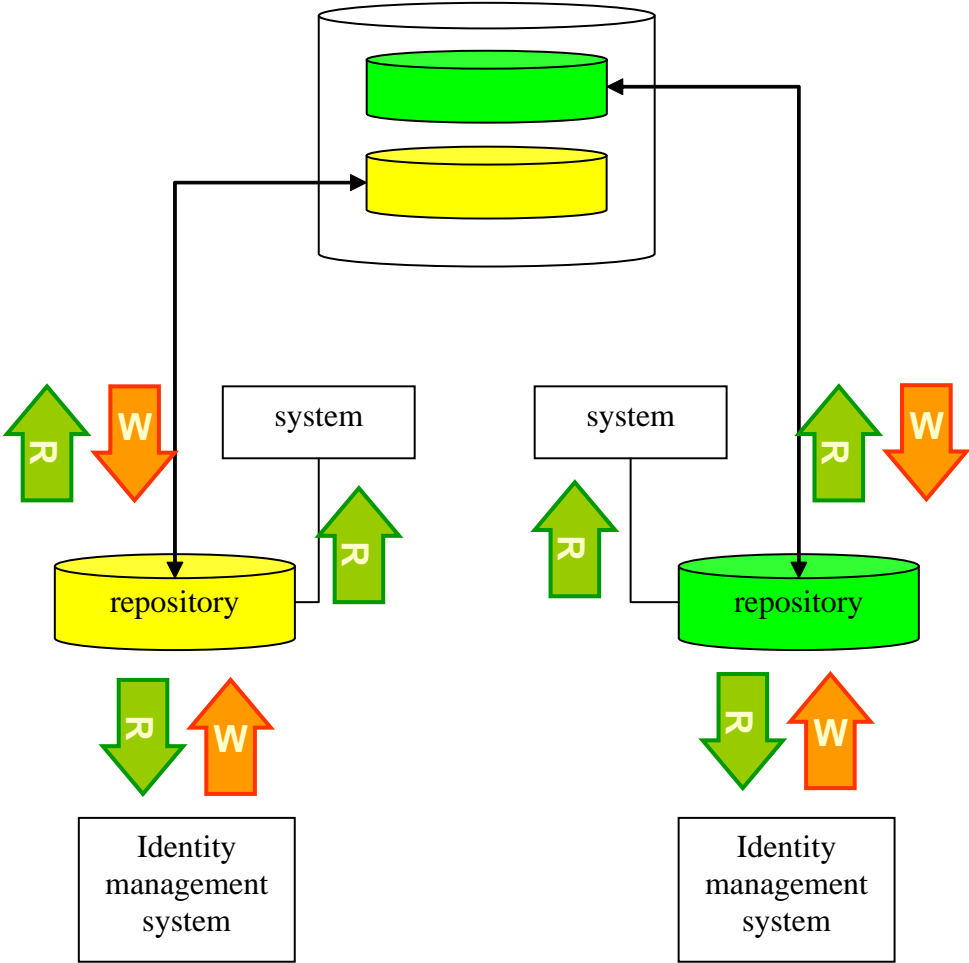 R
W
system
system
R
W
R
R
repository
repository
R
W
R
W
Identity
management
system
Identity
management
system